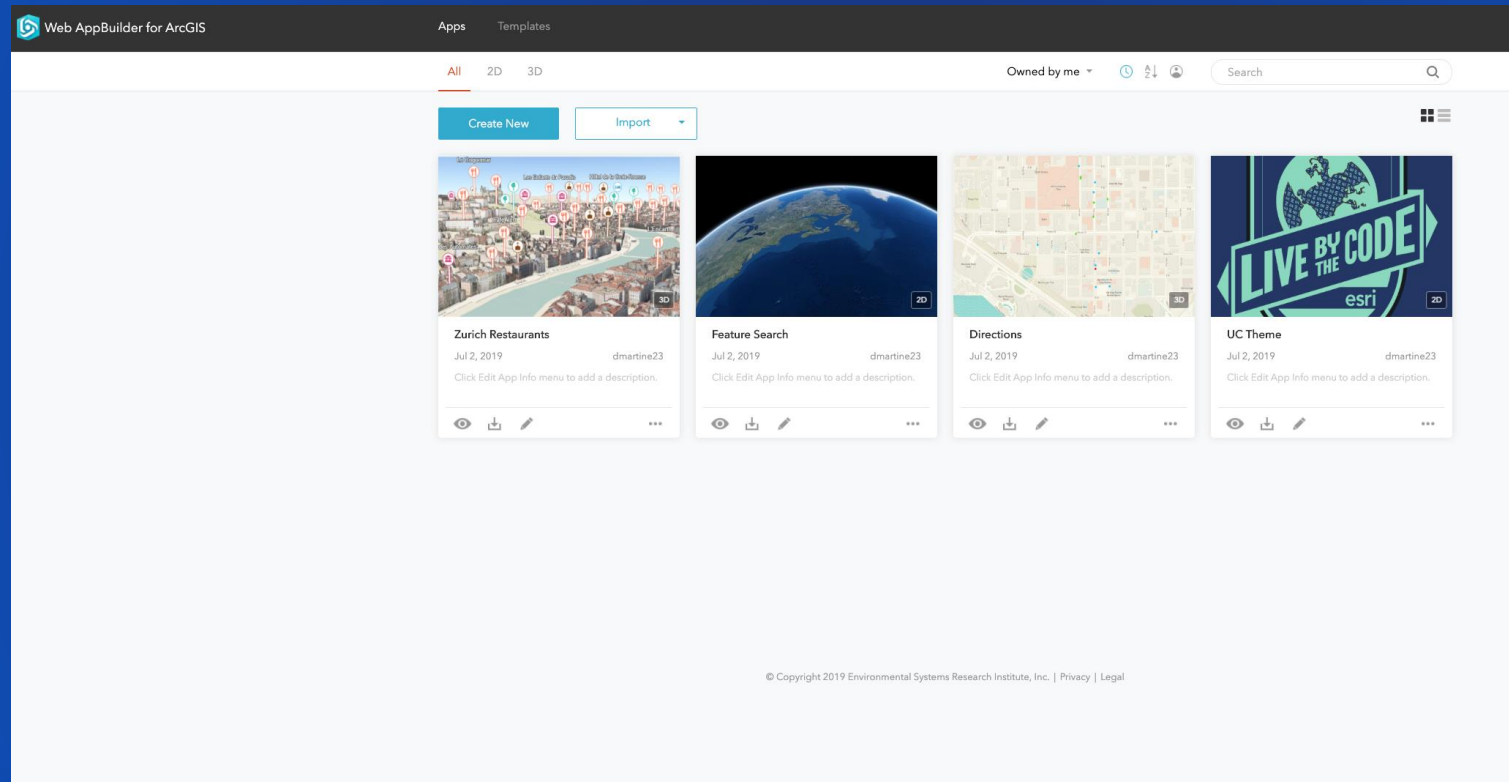 Web AppBuilder for ArcGIS
Apps
Templates
All
2D
3D
Owned by me
Search
Create New
Import
3D
2D
3D
LIVE BY THE CODE
esri
2D
Zurich Restaurants
Jul 2, 2019 dmartine23
Click Edit App Info menu to add a description.
Feature Search
Jul 2, 2019 dmartine23
Click Edit App Info menu to add a description.
Directions
Jul 2, 2019 dmartine23
Click Edit App Info menu to add a description.
UC Theme
Jul 2, 2019 dmartine23
Click Edit App Info menu to add a description.
© Copyright 2019 Environmental Systems Research Institute, Inc. | Privacy | Legal